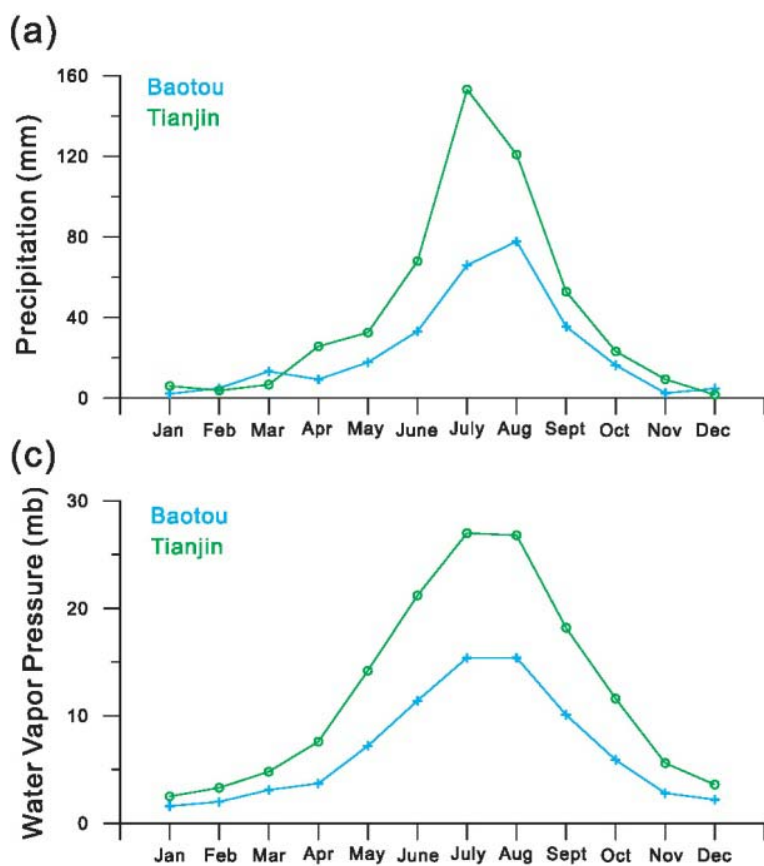 (a)
Precipitation (mm)
160
120
80
40
0
Baotou
Tianjin
Jan Feb Mar Apr May June July Aug Sept Oct Nov Dec
(c)
Water Vapor Pressure (mb)
30
20
10
0
Baotou
Tianjin
Jan Feb Mar Apr May June July Aug Sept Oct Nov Dec